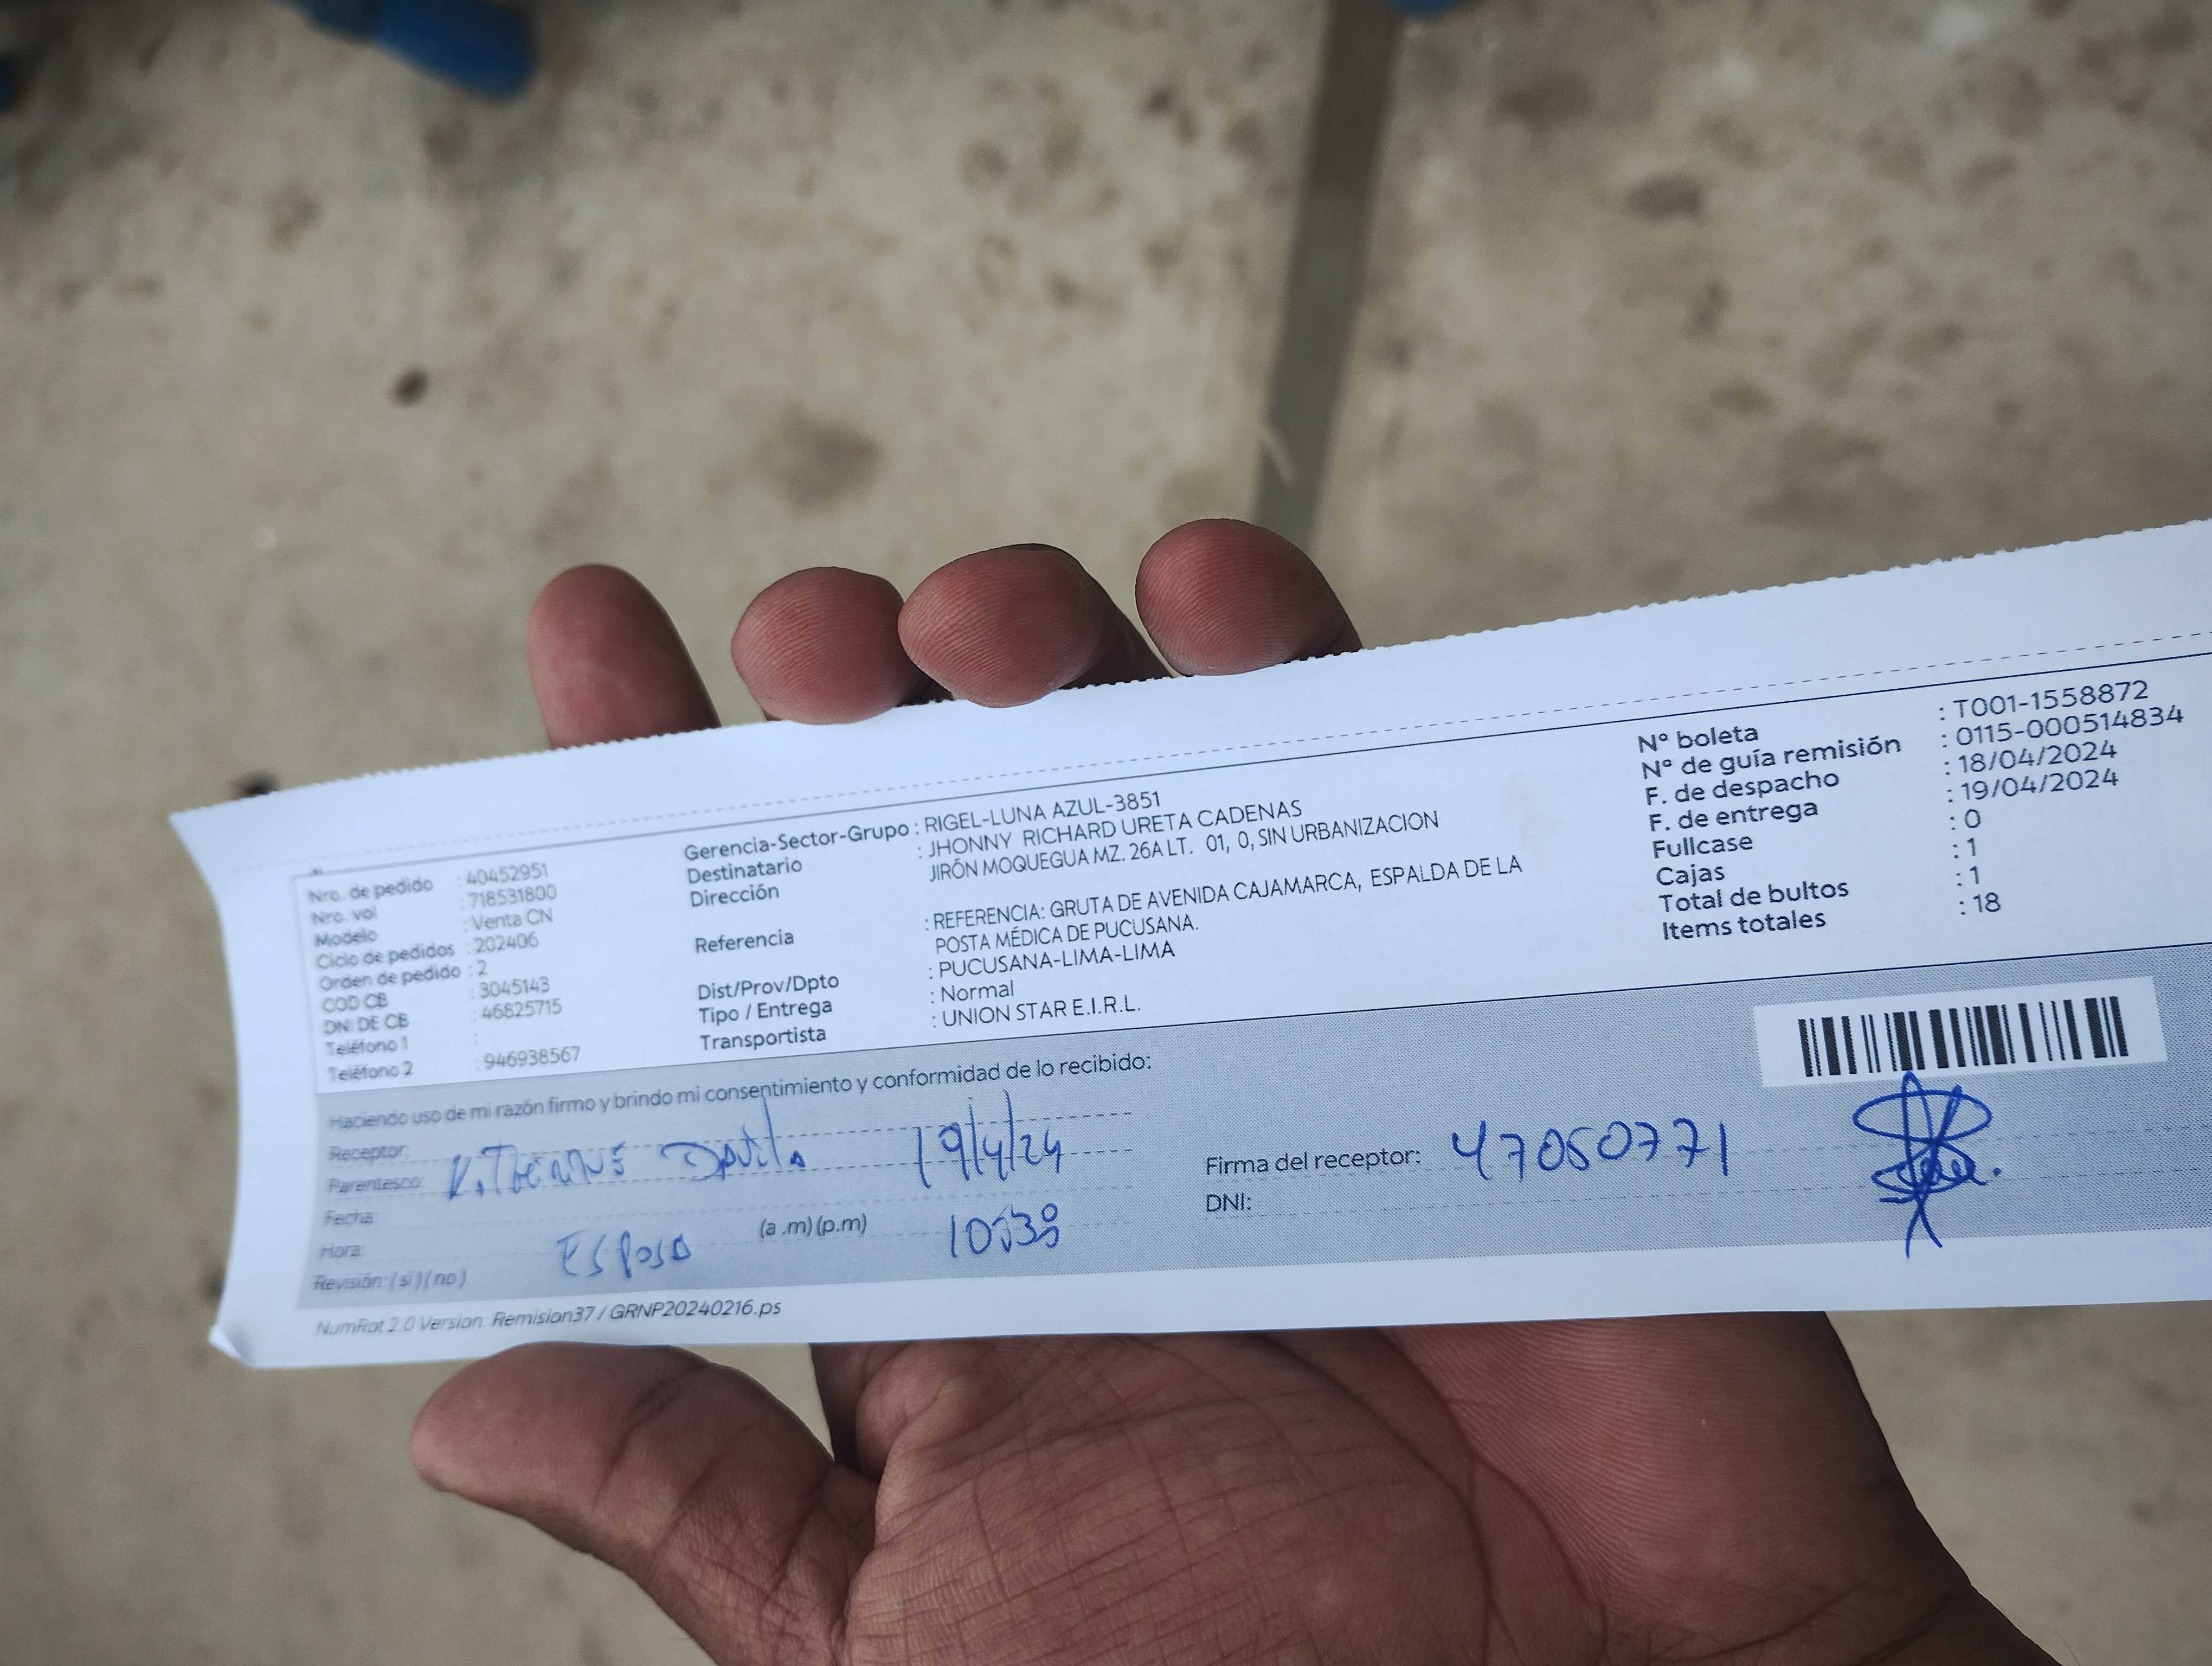 Nro. de pedido : 40452951
Nro. vol : 718531800
Modelo : Venta CN
Ciclo de pedidos : 202406
Orden de pedido : 2
COD CB : 3045143
DNI DE CB : 46825715
Teléfono 1 :
Teléfono 2 : 946938567
Gerencia-Sector-Grupo : RIGEL-LUNA AZUL-3851
Destinatario : JHONNY RICHARD URETA CADENAS
Dirección JIRÓN MOQUEGUA MZ. 26A LT. 01, 0, SIN URBANIZACION
Referencia : REFERENCIA: GRUTA DE AVENIDA CAJAMARCA, ESPALDA DE LA
POSTA MÉDICA DE PUCUSANA.
Dist/Prov/Dpto : PUCUSANA-LIMA-LIMA
Tipo / Entrega : Normal
Transportista : UNION STAR E.I.R.L.
Nº boleta : T001-1558872
Nº de guía remisión : 0115-000514834
F. de despacho : 18/04/2024
F. de entrega : 19/04/2024
Fullcase : 0
Cajas : 1
Total de bultos : 1
Items totales : 18
Haciendo uso de mi razón firmo y brindo mi consentimiento y conformidad de lo recibido:
Receptor:
Parentesco: 19/4/24
Fecha:
Hora: Esposa (a .m) (p.m)
Revisión: ( si ) ( no )
Firma del receptor: 47050771
DNI:
NumRot 2.0 Version: Remision37 / GRNP20240216.ps